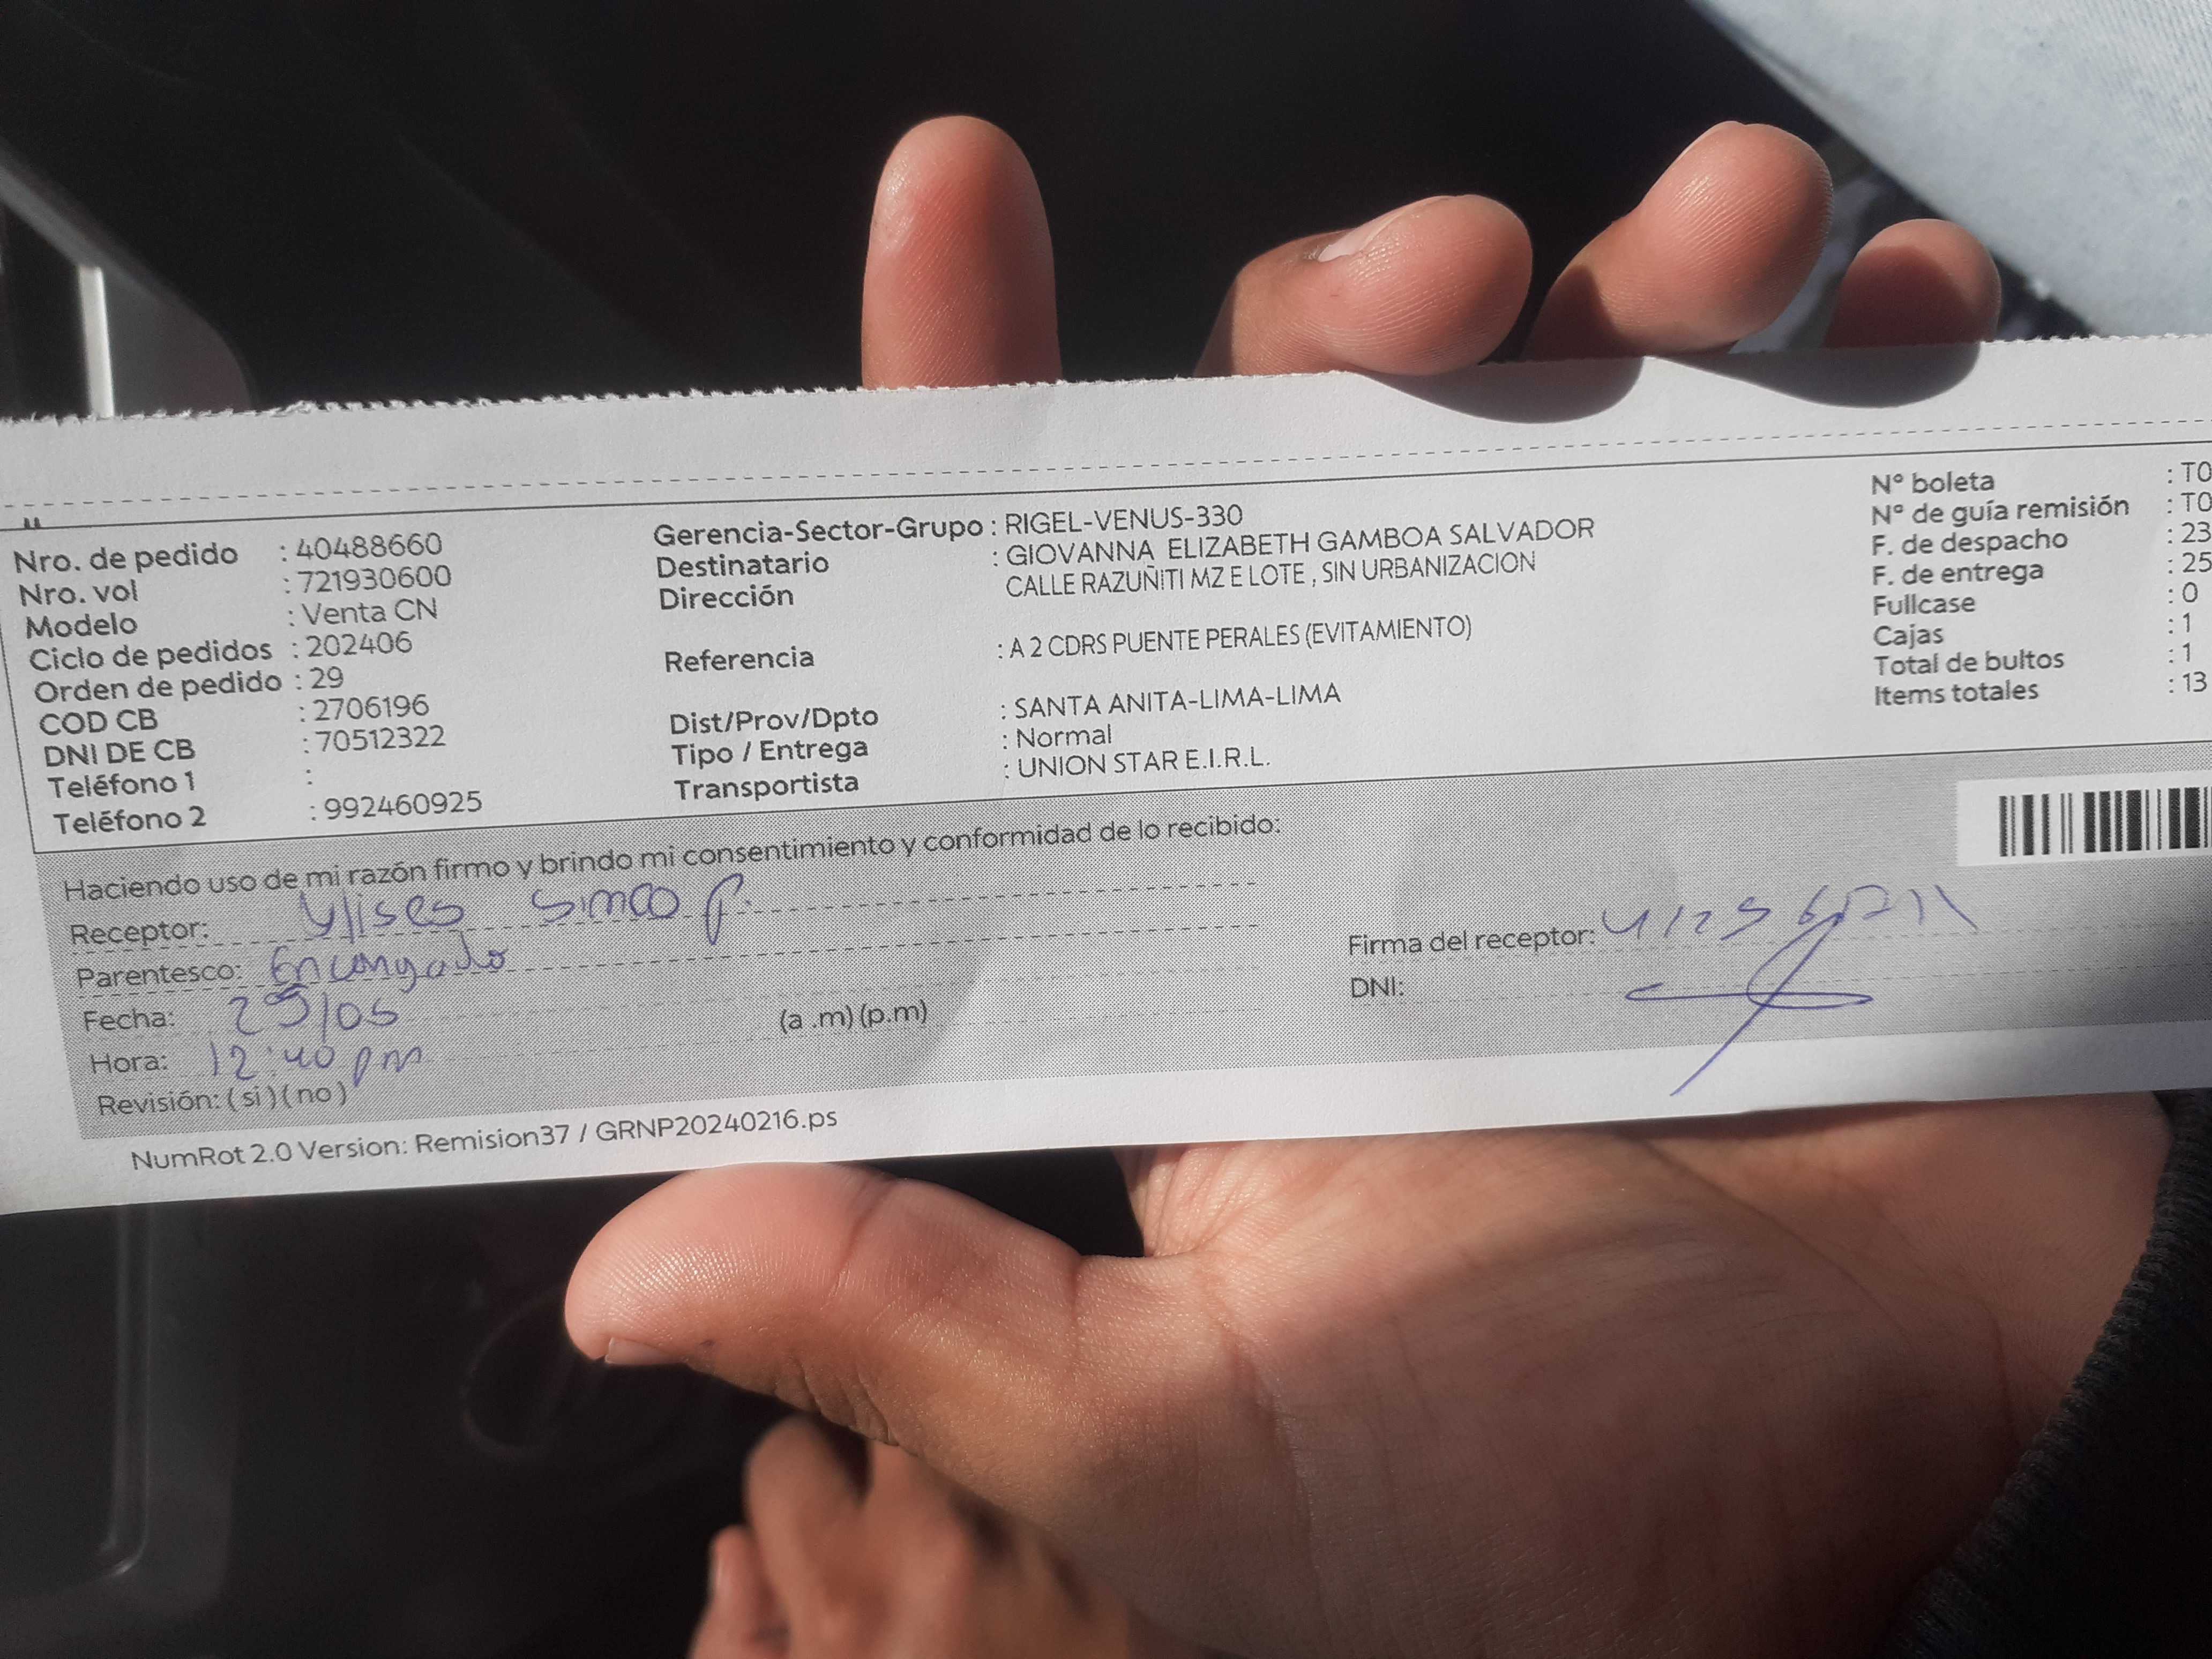 Nro. de pedido : 40488660
Nro. vol : 721930600
Modelo : Venta CN
Ciclo de pedidos : 202406
Orden de pedido : 29
COD CB : 2706196
DNI DE CB : 70512322
Teléfono 1 :
Teléfono 2 : 992460925
Gerencia-Sector-Grupo : RIGEL-VENUS-330
Destinatario : GIOVANNA ELIZABETH GAMBOA SALVADOR
Dirección CALLE RAZUÑITI MZ E LOTE , SIN URBANIZACION
Referencia : A 2 CDRS PUENTE PERALES (EVITAMIENTO)
Dist/Prov/Dpto : SANTA ANITA-LIMA-LIMA
Tipo / Entrega : Normal
Transportista : UNION STAR E.I.R.L.
N° boleta : T0
N° de guía remisión : T0
F. de despacho : 23
F. de entrega : 25
Fullcase : 0
Cajas : 1
Total de bultos : 1
Items totales : 13
Haciendo uso de mi razón firmo y brindo mi consentimiento y conformidad de lo recibido:
Receptor: Ulises Simco P.
Parentesco: Encargado
Fecha: 25/05
Hora: 12:40 pm (a .m) (p.m)
Revisión: ( si ) ( no )
Firma del receptor:
DNI:
NumRot 2.0 Version: Remision37 / GRNP20240216.ps